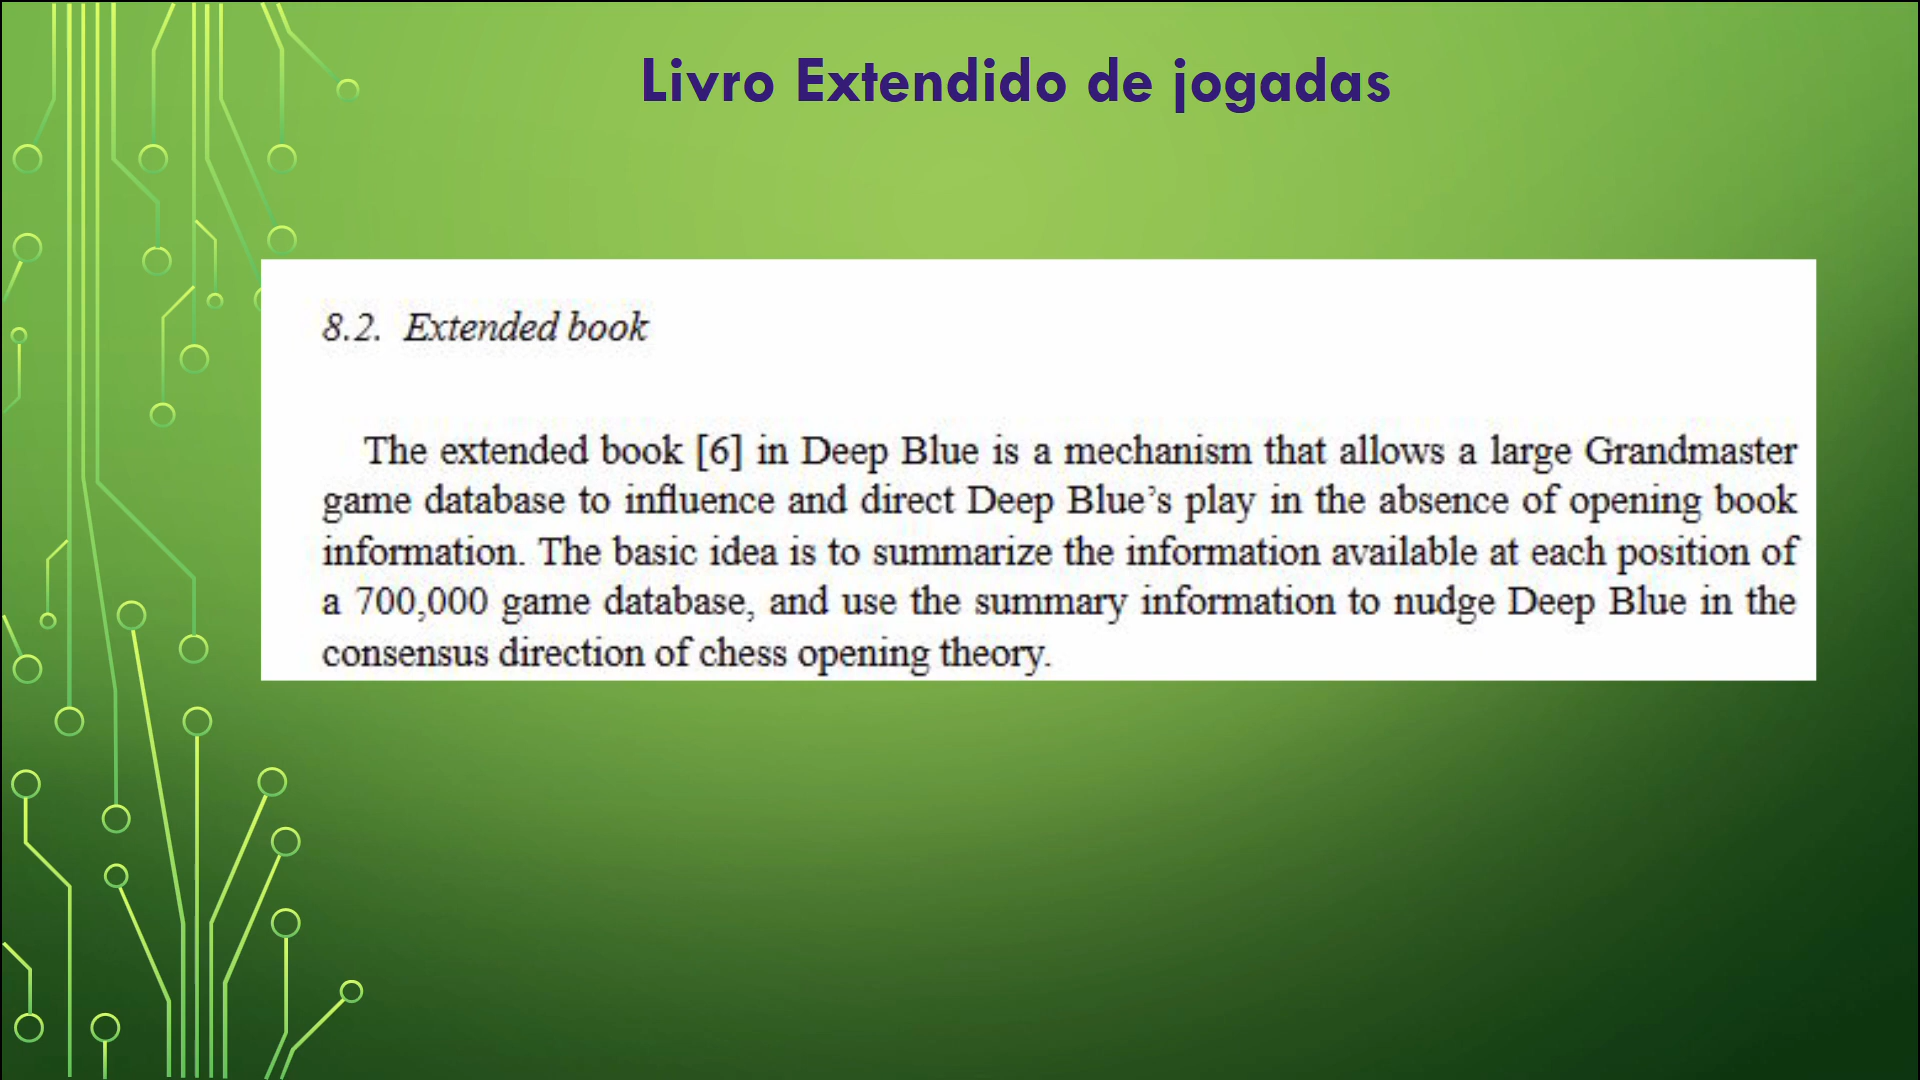 Livro Extendido de jogadas
8.2. Extended book
The extended book [6] in Deep Blue is a mechanism that allows a large Grandmaster
game database to influence and direct Deep Blue’s play in the absence of opening book
information. The basic idea is to summarize the information available at each position of
a 700,000 game database, and use the summary information to nudge Deep Blue in the
consensus direction of chess opening theory.